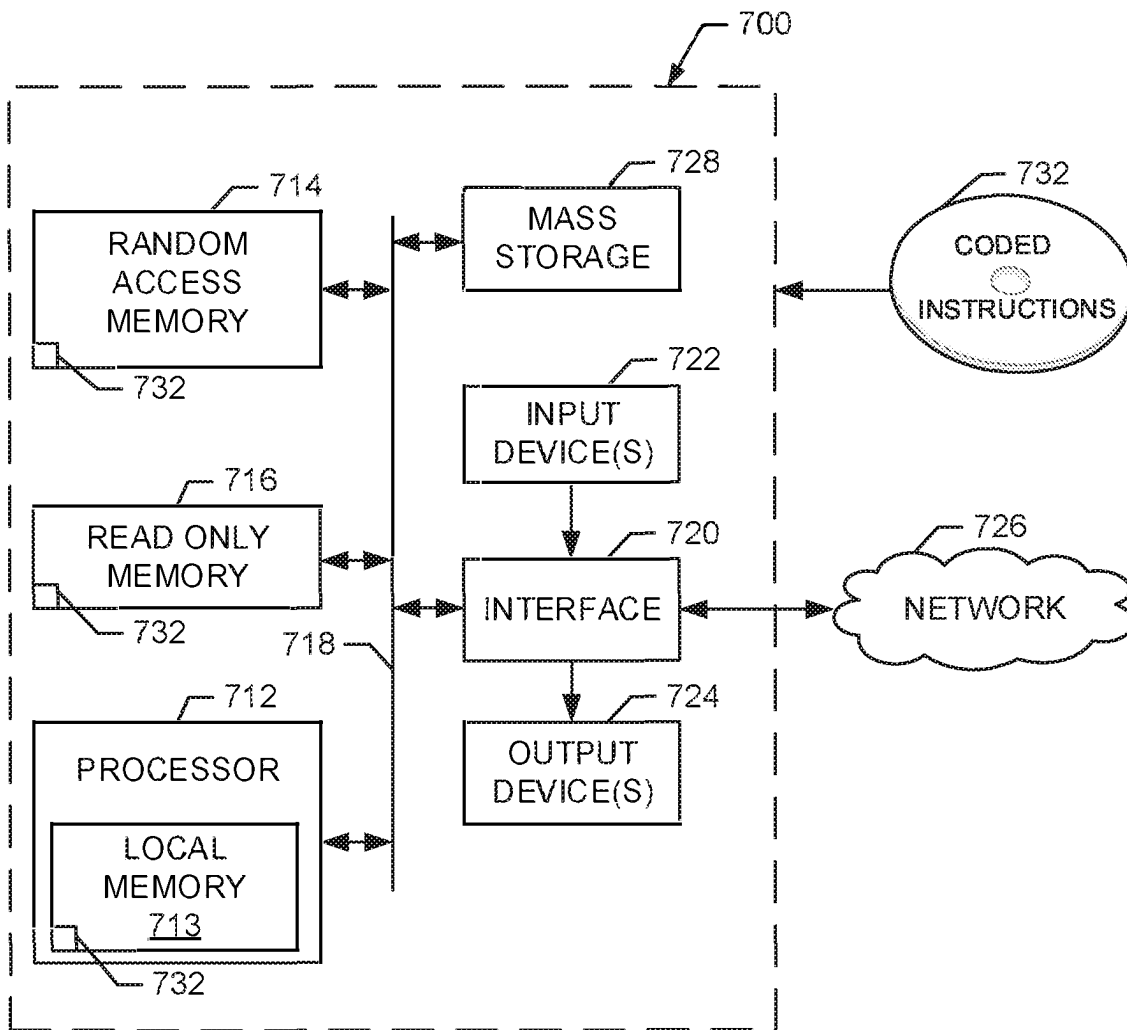 700
714
RANDOM
ACCESS
MEMORY
732
728
MASS
STORAGE
732
CODED
INSTRUCTIONS
722
INPUT
DEVICE(S)
716
READ ONLY
MEMORY
732
720
INTERFACE
726
NETWORK
718
712
PROCESSOR
LOCAL
MEMORY
713
732
724
OUTPUT
DEVICE(S)